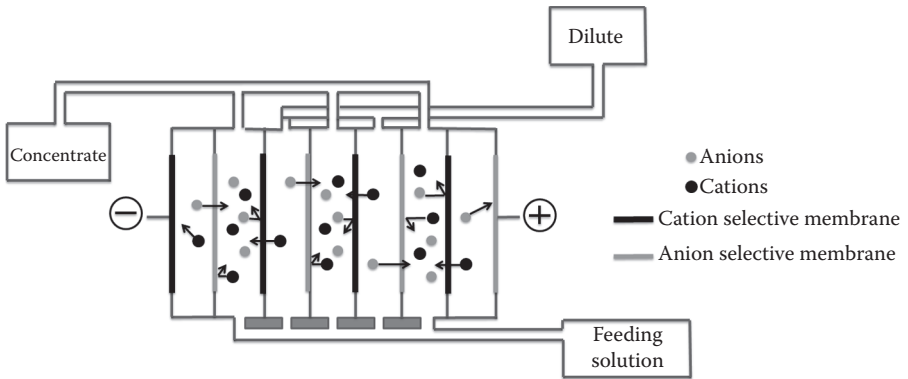 Dilute
Concentrate
Anions
Cations
Cation selective membrane
Anion selective membrane
Feeding
solution